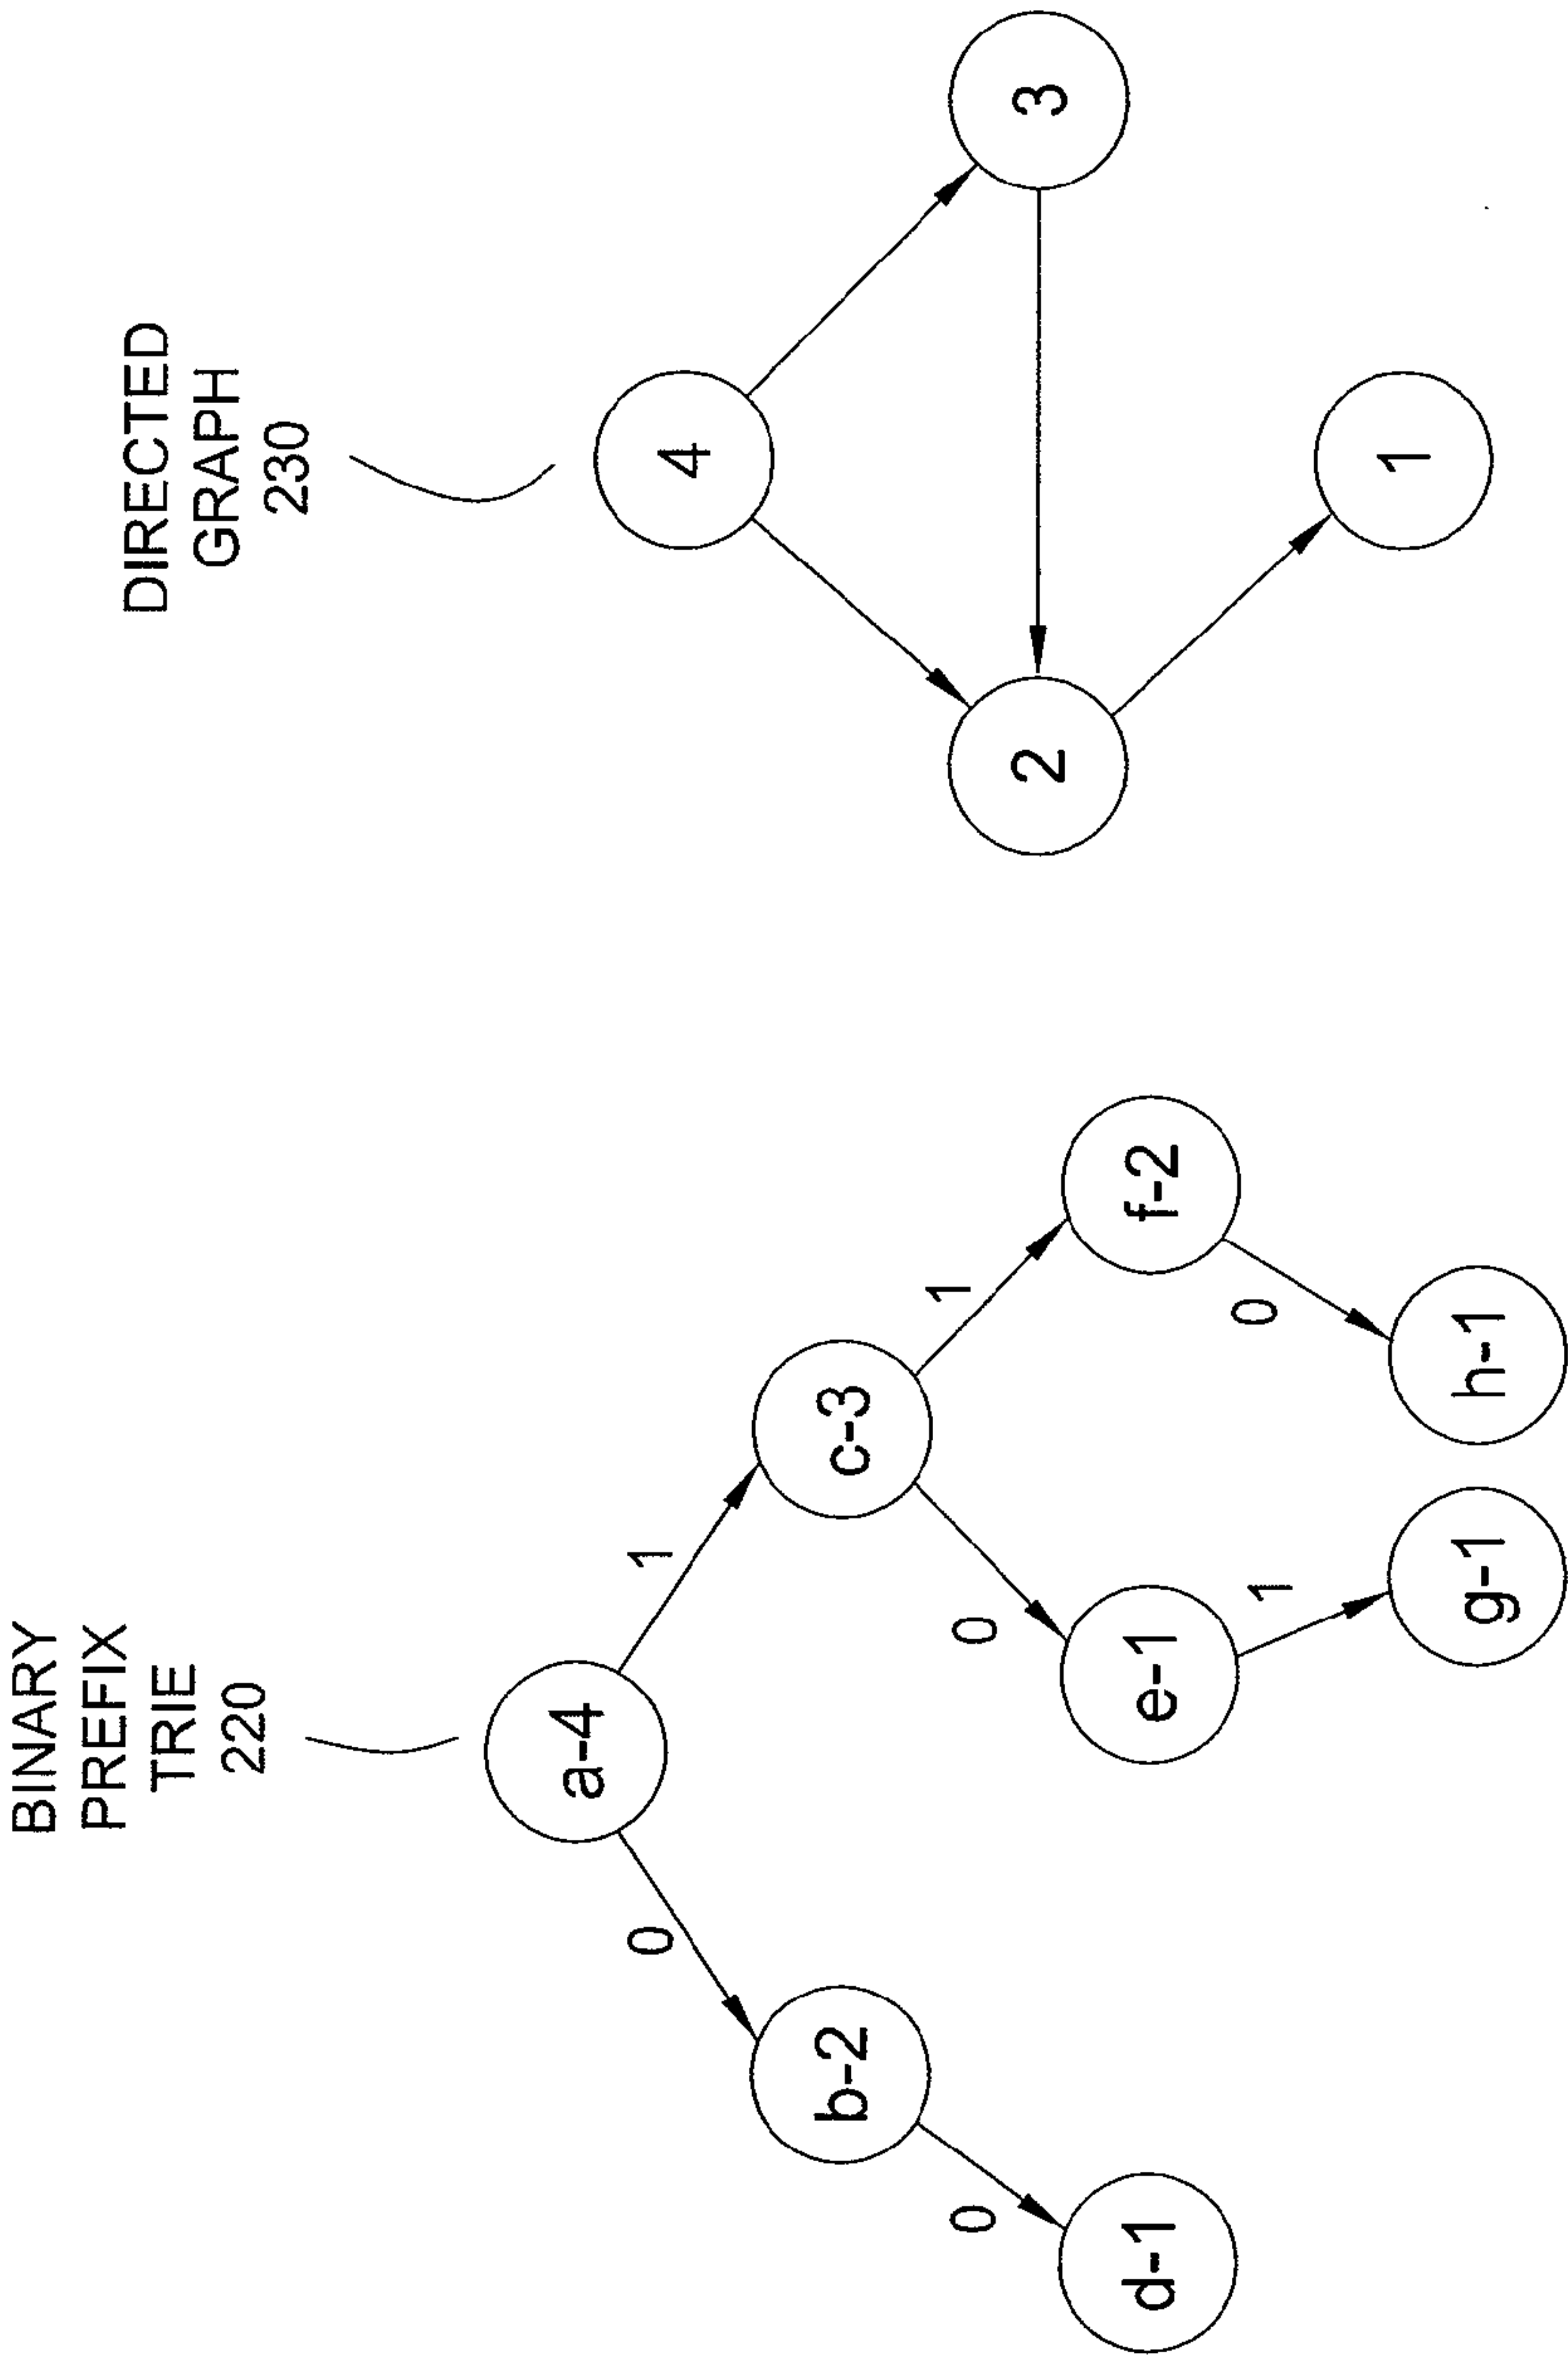 BINARY
PREFIX
TRIE
220
a-4
0
1
b-2
c-3
0
0
1
d-1
e-1
f-2
1
0
g-1
h-1
DIRECTED
GRAPH
230
4
2
3
1